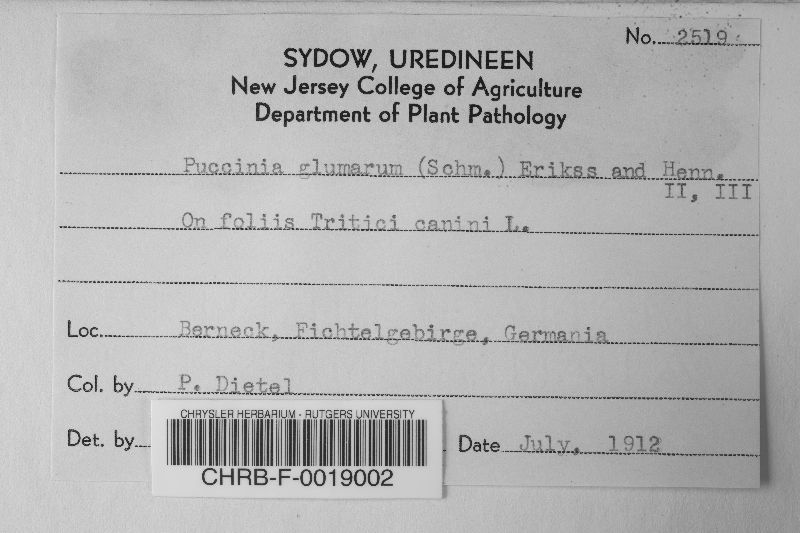 No. 2519
SYDOW, UREDINEEN
New Jersey College of Agriculture
Department of Plant Pathology
Puccinia glumarum (Schm.) Erikss and Henn.
II, III
On foliis Tritici canini L.
Loc. Berneck, Fichtelgebirge, Germania
Col. by P. Dietel
Det. by
Date July, 1912
CHRYSLER HERBARIUM - RUTGERS UNIVERSITY
CHRB-F-0019002